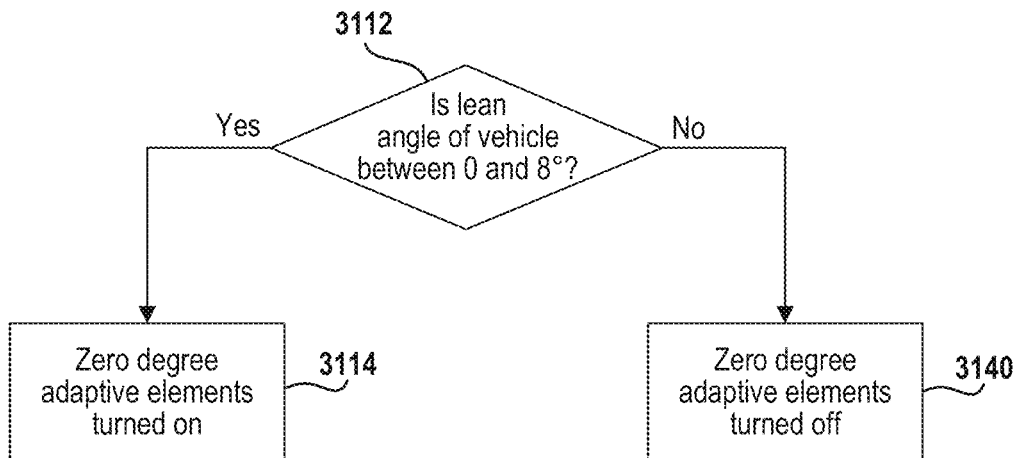 3112
Is lean
angle of vehicle
between 0 and 8°?
Yes
No
Zero degree
adaptive elements
turned on
3114
Zero degree
adaptive elements
turned off
3140